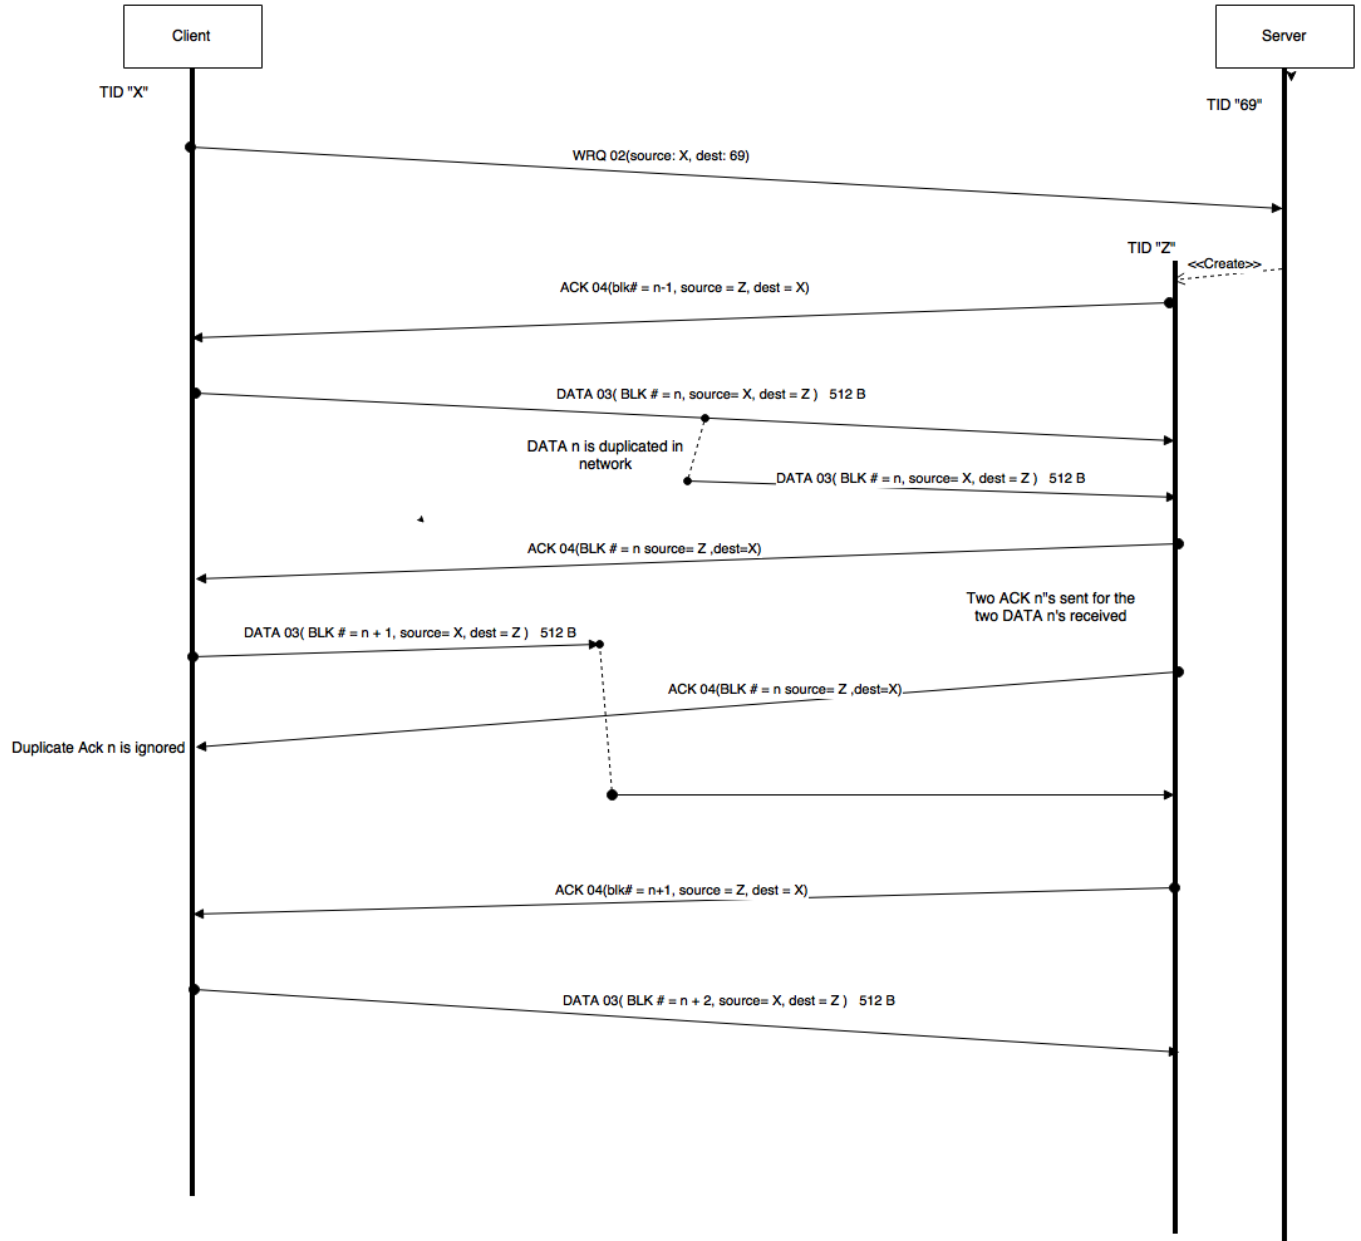 Client
Server
TID "X"
TID "69"
WRQ 02(source: X, dest: 69)
TID "Z"
<<Create>>
ACK 04(blk# = n-1, source = Z, dest = X)
DATA 03( BLK # = n, source= X, dest = Z )   512 B
DATA n is duplicated in
network
DATA 03( BLK # = n, source= X, dest = Z )   512 B
ACK 04(BLK # = n source= Z ,dest=X)
Two ACK n"s sent for the
two DATA n's received
DATA 03( BLK # = n + 1, source= X, dest = Z )   512 B
ACK 04(BLK # = n source= Z ,dest=X)
Duplicate Ack n is ignored
ACK 04(blk# = n+1, source = Z, dest = X)
DATA 03( BLK # = n + 2, source= X, dest = Z )   512 B